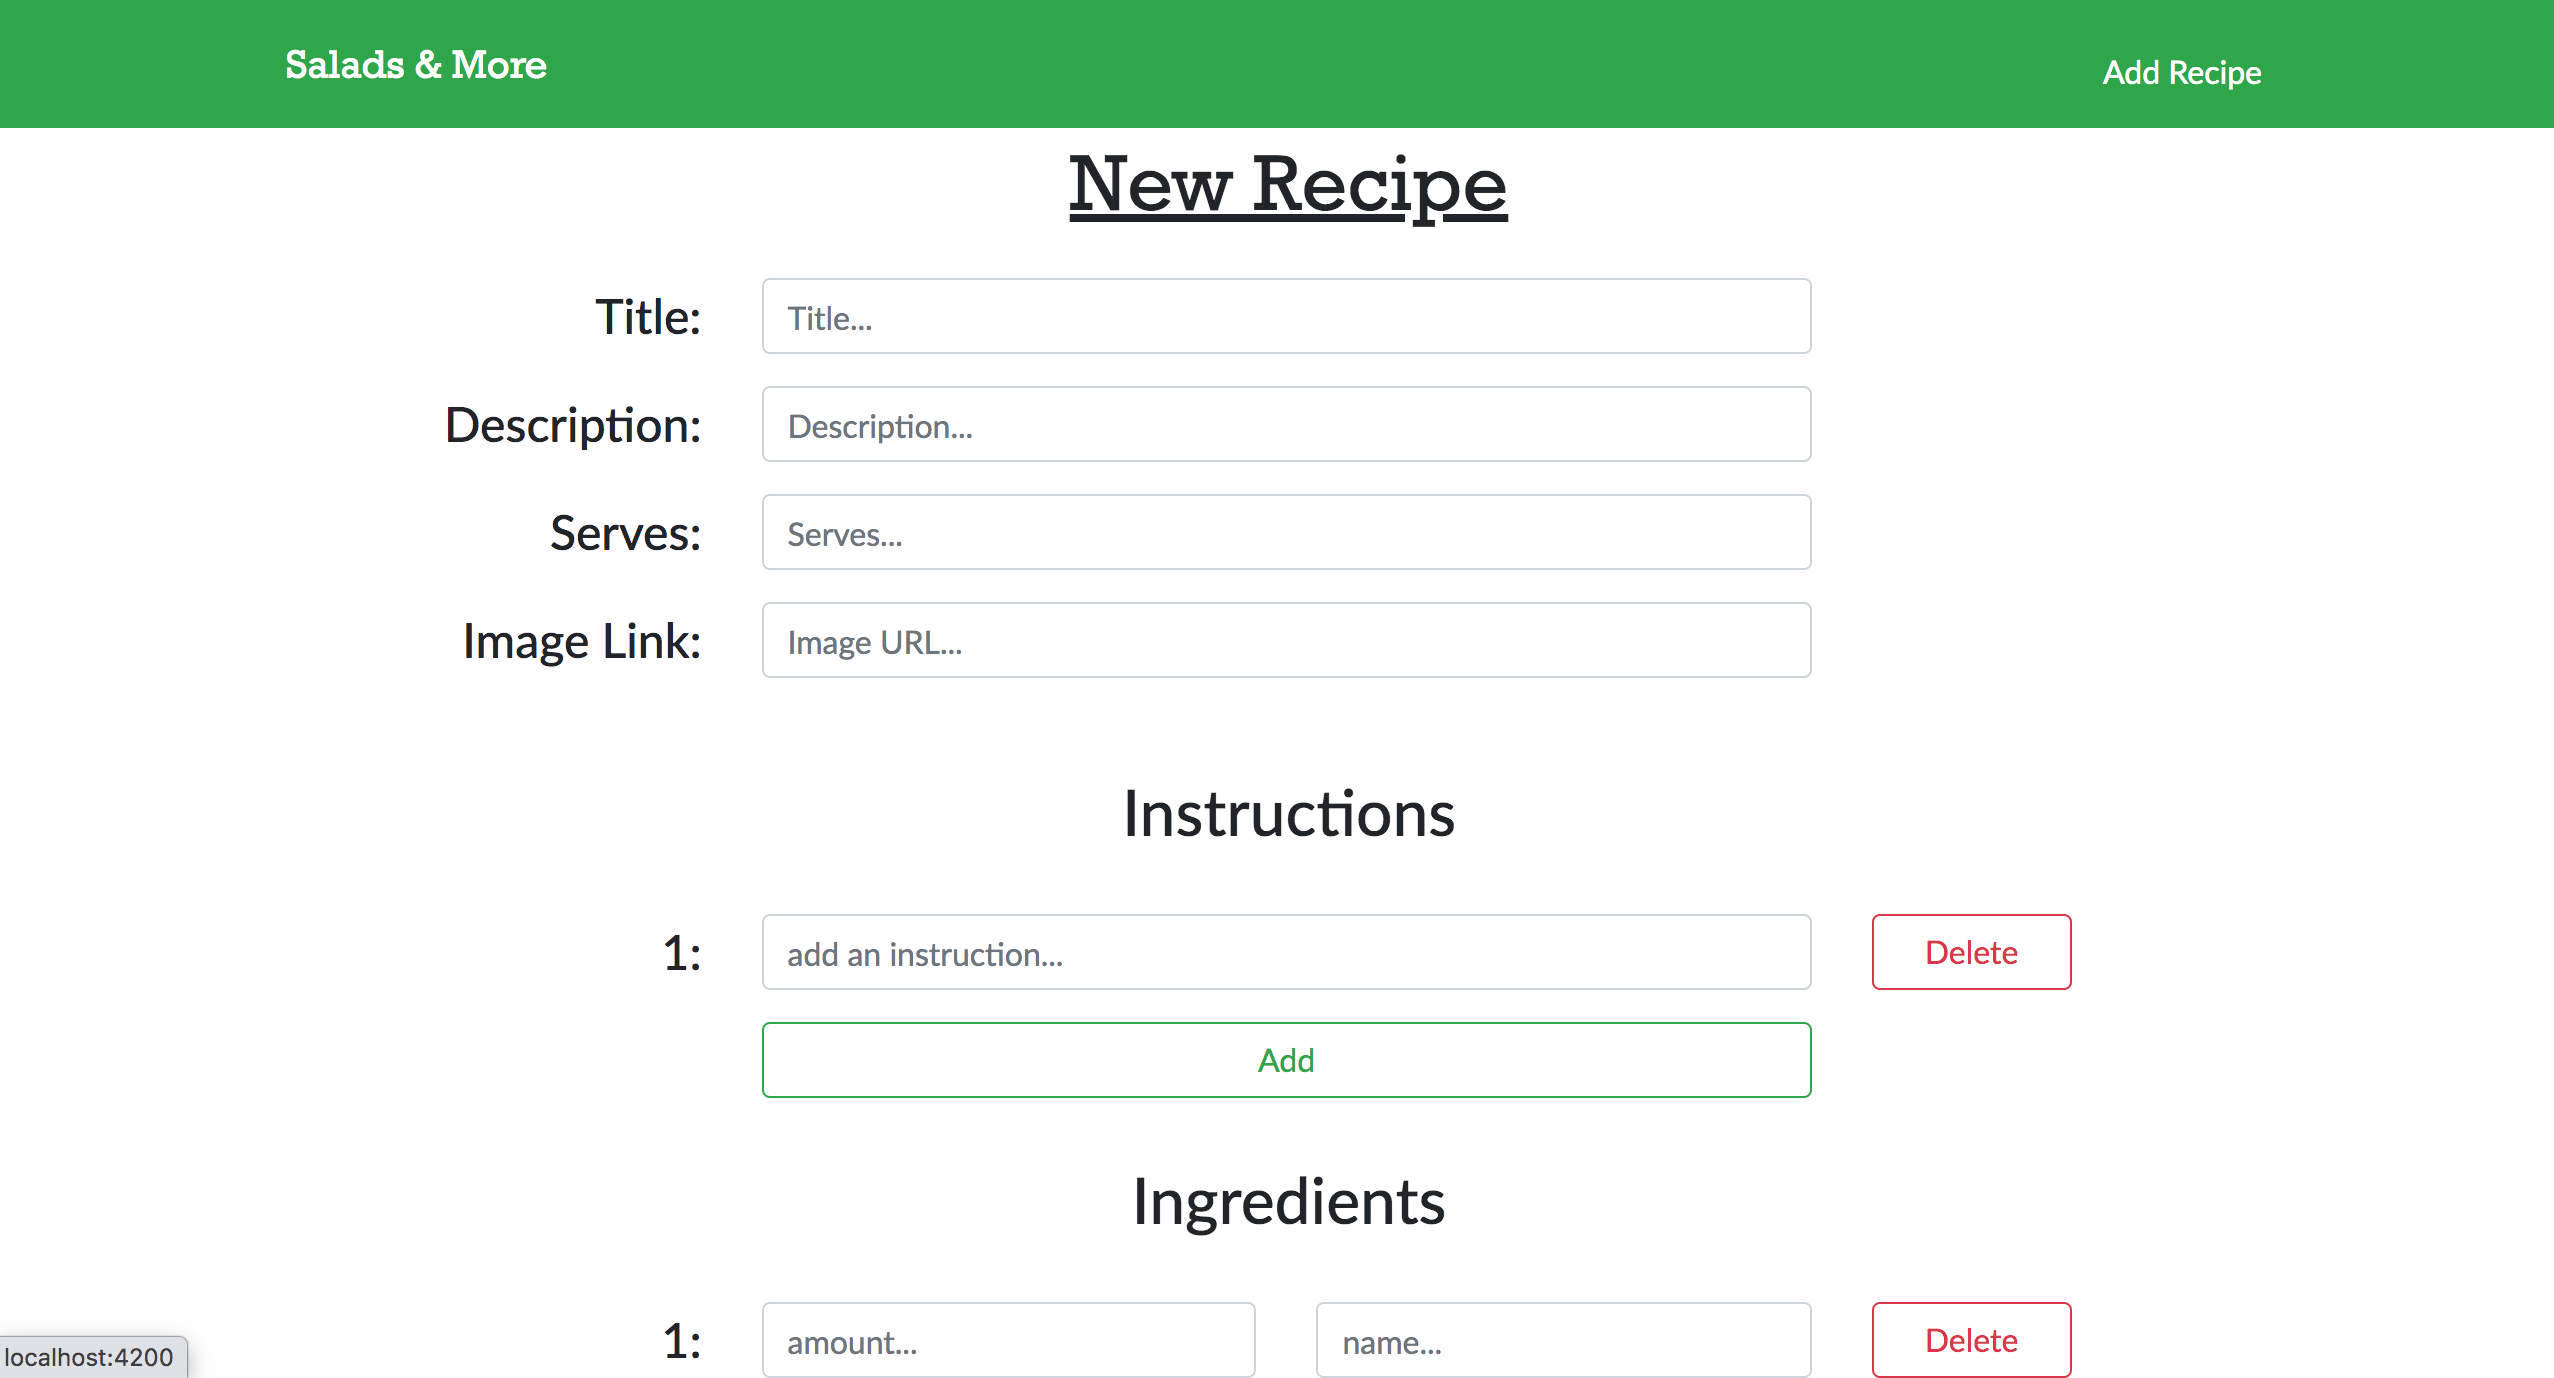 Salads & More
Add Recipe
New Recipe
Title:
Title...
Description:
Description...
Serves:
Serves...
Image Link:
Image URL...
Instructions
1:
add an instruction...
Delete
Add
Ingredients
1:
amount...
name...
Delete
localhost:4200